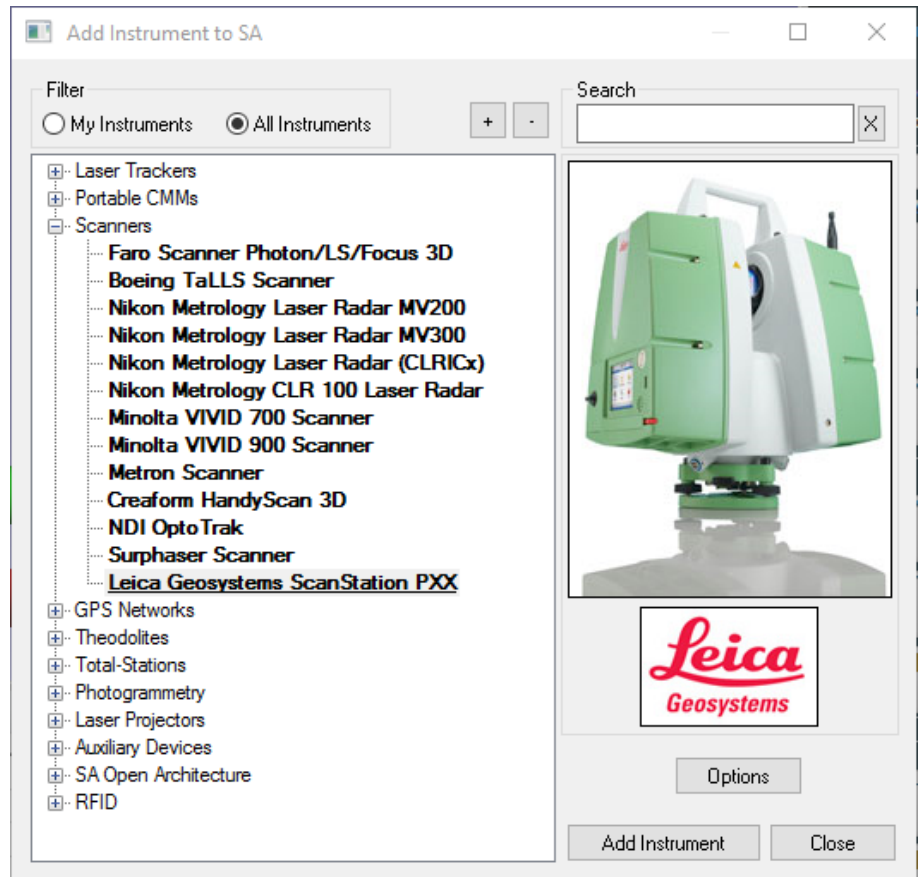 Add Instrument to SA
Filter
My Instruments
All Instruments
+
-
Search
X
Laser Trackers
Portable CMMs
Scanners
Faro Scanner Photon/LS/Focus 3D
Boeing TaLLS Scanner
Nikon Metrology Laser Radar MV200
Nikon Metrology Laser Radar MV300
Nikon Metrology Laser Radar (CLRICx)
Nikon Metrology CLR 100 Laser Radar
Minolta VIVID 700 Scanner
Minolta VIVID 900 Scanner
Metron Scanner
Creaform HandyScan 3D
NDI OptoTrak
Surphaser Scanner
Leica Geosystems ScanStation PXX
GPS Networks
Theodolites
Total-Stations
Photogrammetry
Laser Projectors
Auxiliary Devices
SA Open Architecture
RFID
Leica
Geosystems
Options
Add Instrument
Close